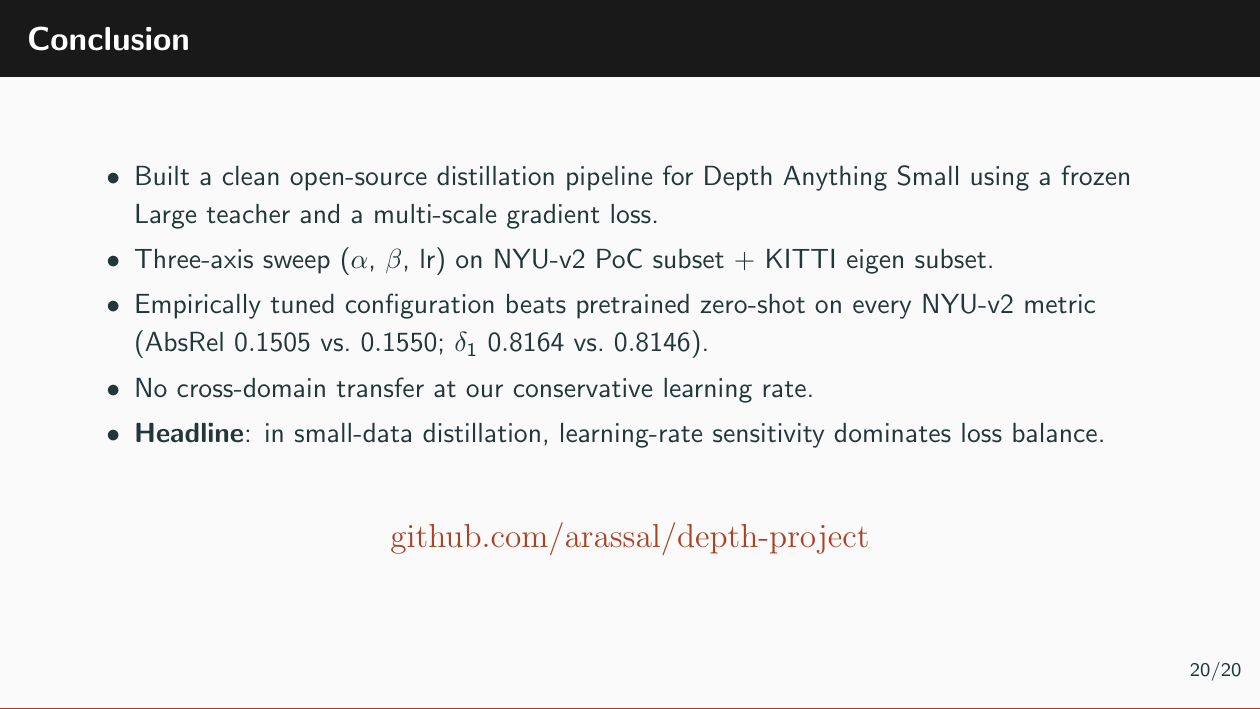 Conclusion
• Built a clean open-source distillation pipeline for Depth Anything Small using a frozen
Large teacher and a multi-scale gradient loss.
• Three-axis sweep (α, β, lr) on NYU-v2 PoC subset + KITTI eigen subset.
• Empirically tuned configuration beats pretrained zero-shot on every NYU-v2 metric
(AbsRel 0.1505 vs. 0.1550; δ₁ 0.8164 vs. 0.8146).
• No cross-domain transfer at our conservative learning rate.
• Headline: in small-data distillation, learning-rate sensitivity dominates loss balance.
github.com/arassal/depth-project
20/20